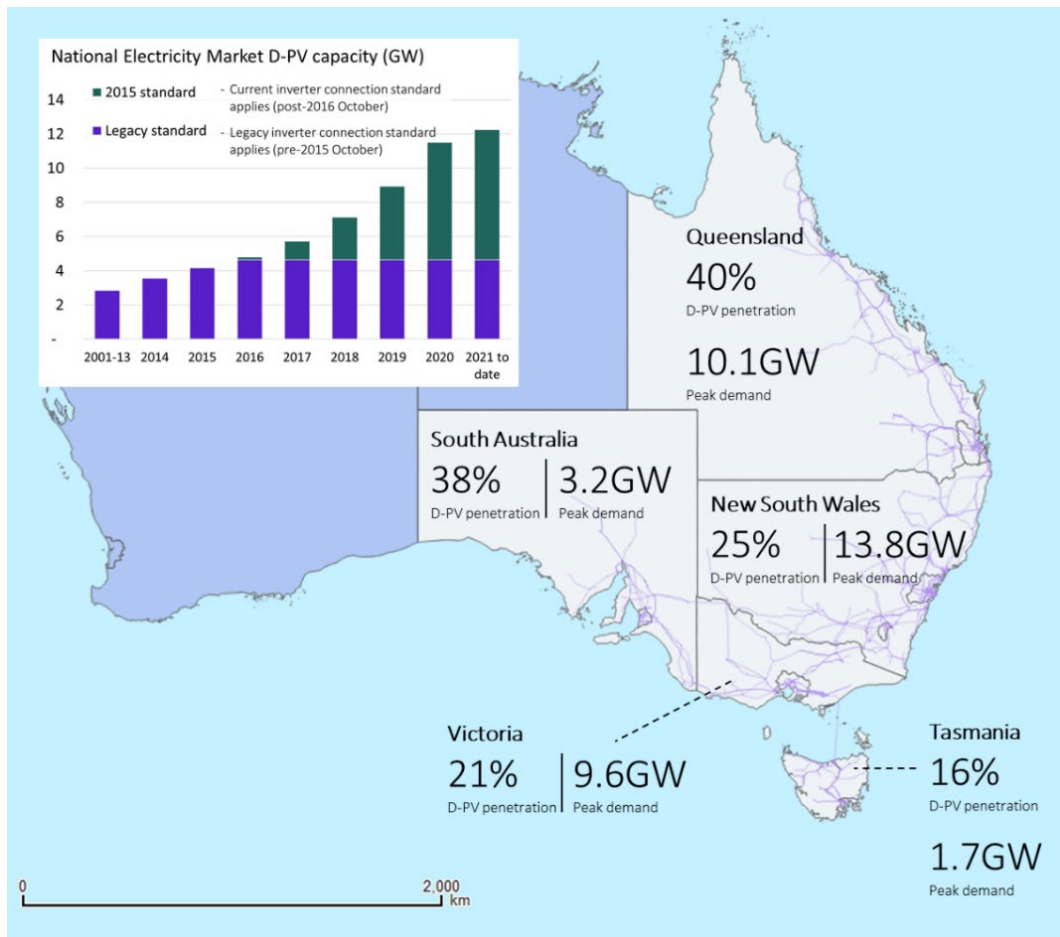 National Electricity Market D-PV capacity (GW)
2015 standard - Current inverter connection standard
applies (post-2016 October)
Legacy standard - Legacy inverter connection standard
applies (pre-2015 October)
14
12
10
8
6
4
2
-
2001-13 2014 2015 2016 2017 2018 2019 2020 2021 to
date
Queensland
40%
D-PV penetration
10.1GW
Peak demand
South Australia
38% 3.2GW
D-PV penetration Peak demand
New South Wales
25% 13.8GW
D-PV penetration Peak demand
Victoria
21% 9.6GW
D-PV penetration Peak demand
Tasmania
16%
D-PV penetration
1.7GW
Peak demand
0 2,000
km